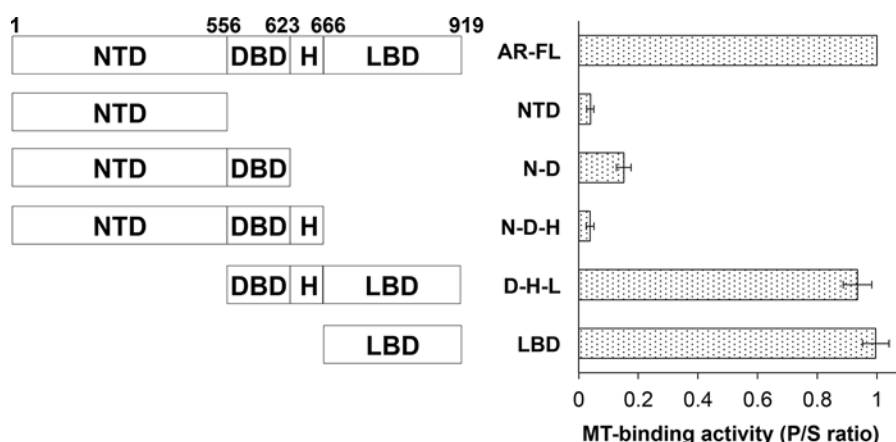 1 556 623 666 919
NTD DBD H LBD AR-FL
NTD NTD
NTD DBD N-D
NTD DBD H N-D-H
DBD H LBD D-H-L
LBD LBD
0 0.2 0.4 0.6 0.8 1
MT-binding activity (P/S ratio)